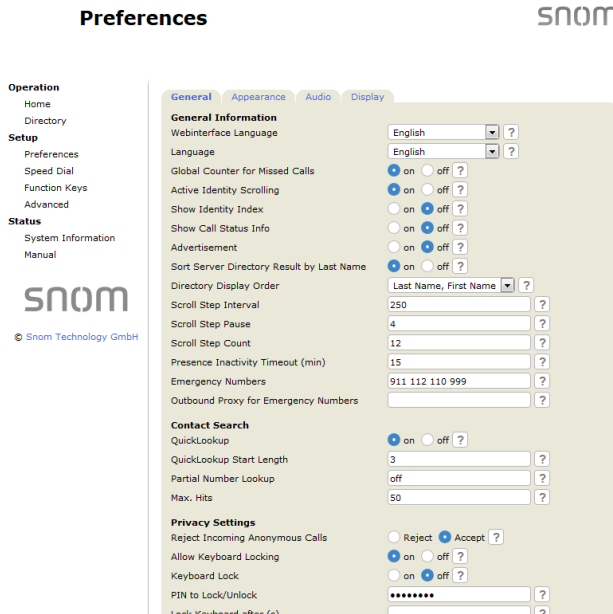 Preferences
snom
Operation
Home
Directory
Setup
Preferences
Speed Dial
Function Keys
Advanced
Status
System Information
Manual
snom
© Snom Technology GmbH
General Appearance Audio Display
General Information
Webinterface Language English ?
Language English ?
Global Counter for Missed Calls on off ?
Active Identity Scrolling on off ?
Show Identity Index on off ?
Show Call Status Info on off ?
Advertisement on off ?
Sort Server Directory Result by Last Name on off ?
Directory Display Order Last Name, First Name ?
Scroll Step Interval 250 ?
Scroll Step Pause 4 ?
Scroll Step Count 12 ?
Presence Inactivity Timeout (min) 15 ?
Emergency Numbers 911 112 110 999 ?
Outbound Proxy for Emergency Numbers ?
Contact Search
QuickLookup on off ?
QuickLookup Start Length 3 ?
Partial Number Lookup off ?
Max. Hits 50 ?
Privacy Settings
Reject Incoming Anonymous Calls Reject Accept ?
Allow Keyboard Locking on off ?
Keyboard Lock on off ?
PIN to Lock/Unlock •••••••• ?
Lock Keyboard after (s) ?